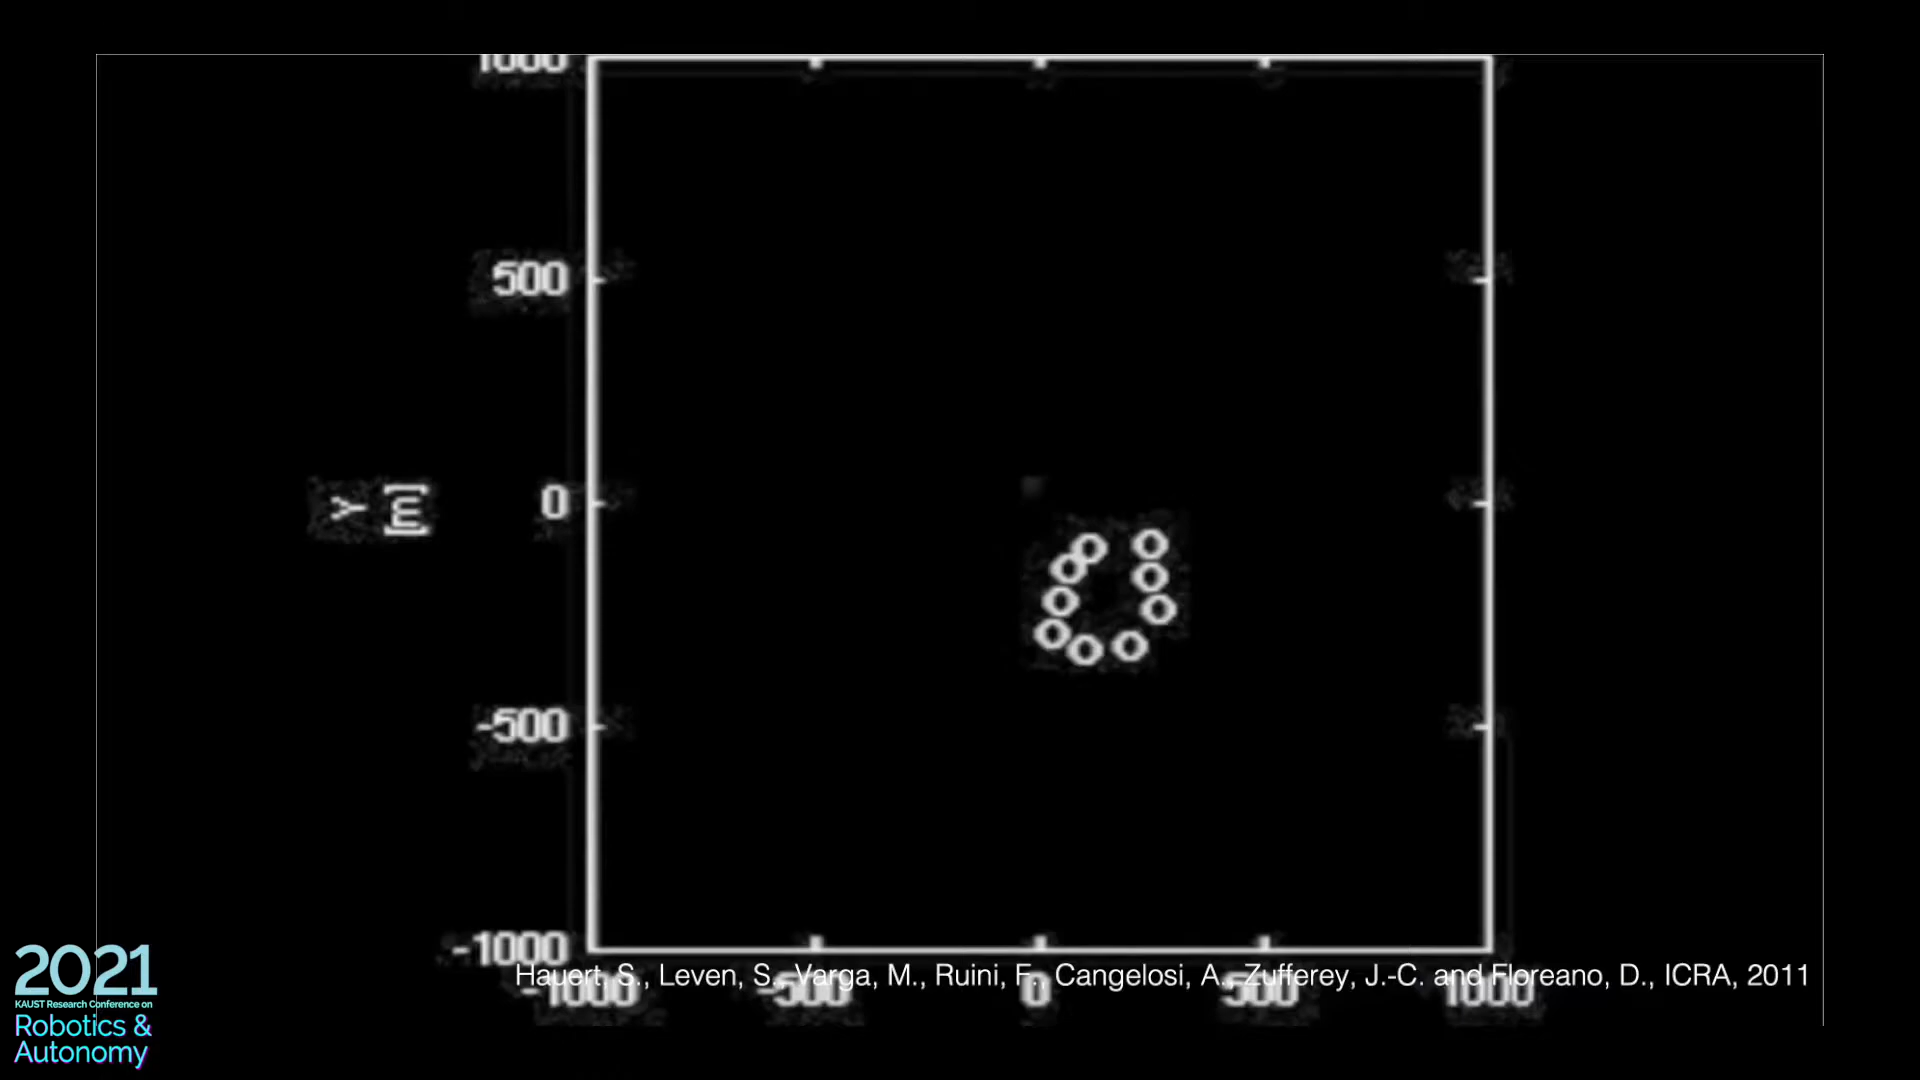 1000
500
Y [m]
0
-500
-1000
Hauert, S., Leven, S., Varga, M., Ruini, F., Cangelosi, A., Zufferey, J.-C. and Floreano, D., ICRA, 2011
-1000 -500 0 500 1000
2021
KAUST Research Conference on
Robotics &
Autonomy